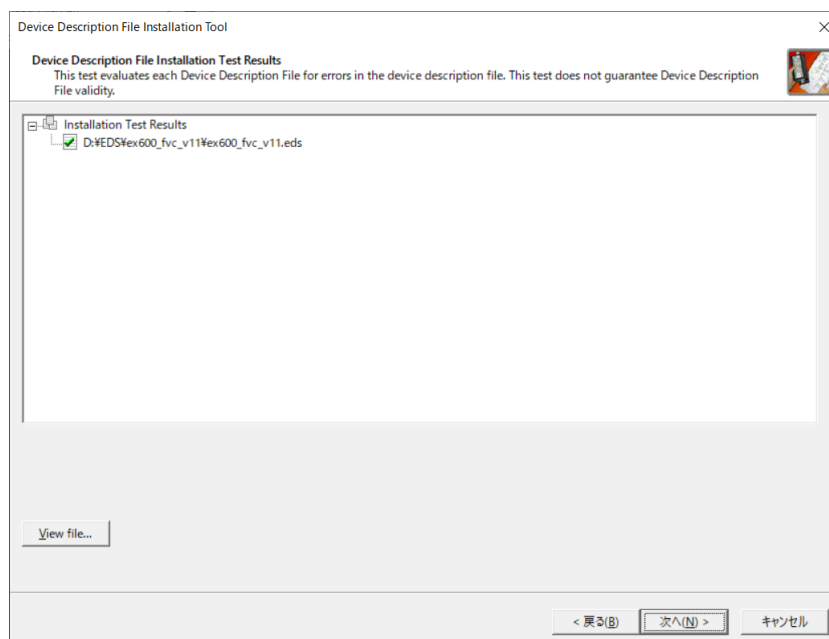 Device Description File Installation Tool
Device Description File Installation Test Results
This test evaluates each Device Description File for errors in the device description file. This test does not guarantee Device Description
File validity.
Installation Test Results
D:¥EDS¥ex600_fvc_v11¥ex600_fvc_v11.eds
View file...
< 戻る(B)
次へ(N) >
キャンセル